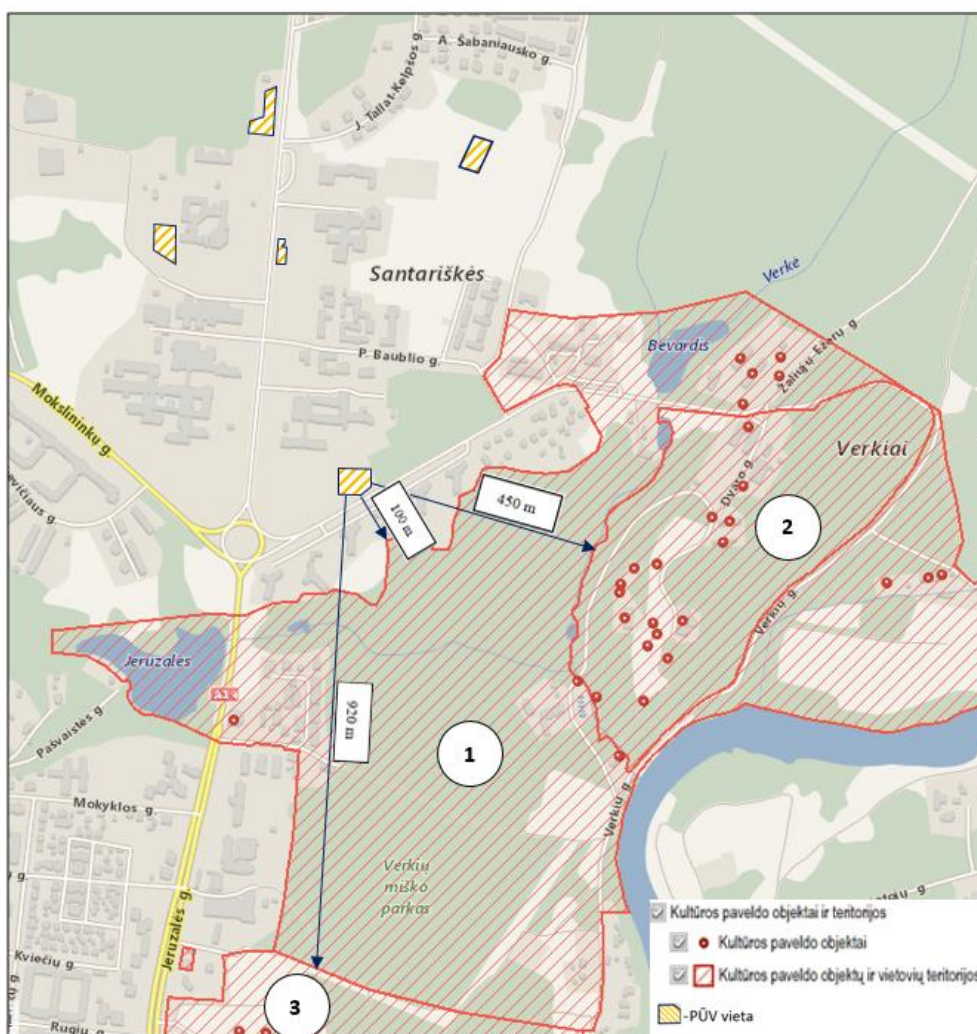 A. Šabaniausko g.
J. Tallat-Kelpšos g.
Santariškės
Verkė
Bevardis
P. Baublio g.
Žaliųjų Ežerų g.
Mokslininkų g.
Verkiai
Dvaro g.
450 m
100 m
2
Verkių g.
Jeruzalės
Pašvaistės g.
920 m
1
Mokyklos g.
Verkių g.
Verkių
miško
parkas
Jeruzalės g.
Kviečių g.
3
Rugių g.
Kultūros paveldo objektai ir teritorijos
Kultūros paveldo objektai
Kultūros paveldo objektų ir vietovių teritorijos
-PŪV vieta